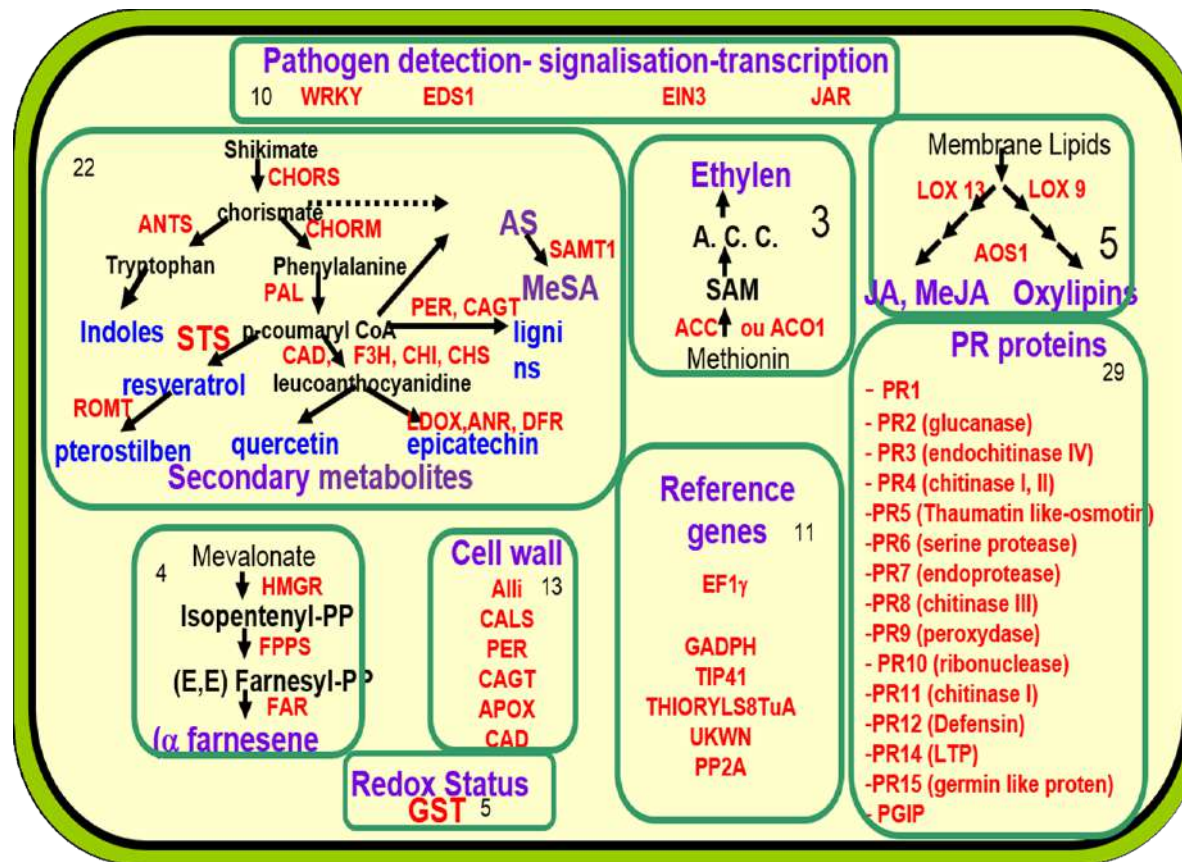 Pathogen detection- signalisation-transcription
10 WRKY EDS1 EIN3 JAR
22
Shikimate
CHORS
chorismate
ANTS
CHORM
Tryptophan
Phenylalanine
PAL
Indoles
STS
p-coumaryl CoA
CAD, F3H, CHI, CHS
resveratrol
leucoanthocyanidine
ROMT
LDOX,ANR, DFR
pterostilben
quercetin
epicatechin
AS
SAMT1
MeSA
PER, CAGT
ligni
ns
Secondary metabolites
Ethylen
3
A. C. C.
SAM
ACC ou ACO1
Methionin
Membrane Lipids
LOX 13 LOX 9
5
AOS1
JA, MeJA Oxylipins
PR proteins
29
- PR1
- PR2 (glucanase)
- PR3 (endochitinase IV)
- PR4 (chitinase I, II)
-PR5 (Thaumatin like-osmotin)
-PR6 (serine protease)
-PR7 (endoprotease)
-PR8 (chitinase III)
-PR9 (peroxydase)
- PR10 (ribonuclease)
-PR11 (chitinase I)
-PR12 (Defensin)
-PR14 (LTP)
-PR15 (germin like proten)
- PGIP
4
Mevalonate
HMGR
Isopentenyl-PP
FPPS
(E,E) Farnesyl-PP
FAR
(α farnesene
Cell wall
13
Alli
CALS
PER
CAGT
APOX
CAD
Redox Status
GST 5
Reference
genes
11
EF1γ
GADPH
TIP41
THIORYLS8TuA
UKWN
PP2A